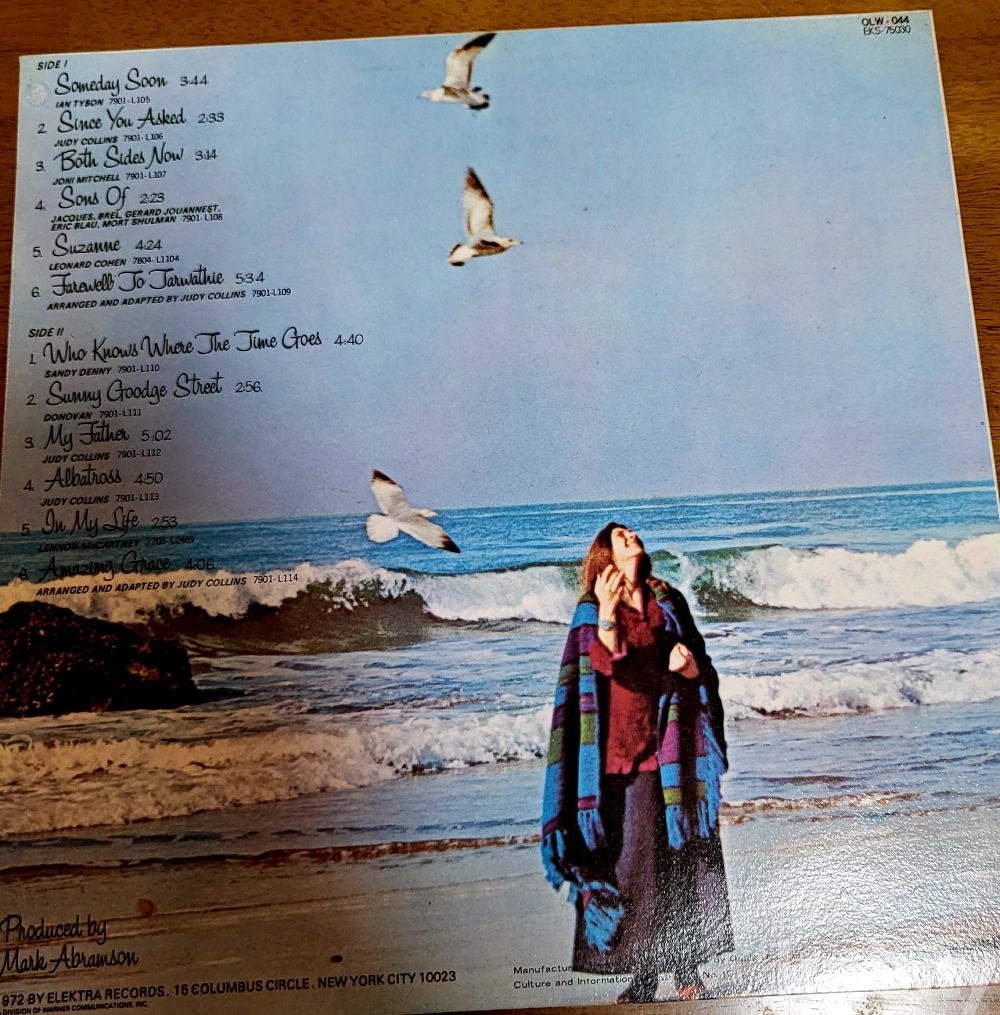 OLW-044
EKS-75030
SIDE I
Someday Soon 3:44
IAN TYSON 7901-L105
2. Since You Asked 2:33
JUDY COLLINS 7901-L106
3. Both Sides Now 3:14
JONI MITCHELL 7901-L107
4. Sons Of 2:23
JACQUES, BREL, GERARD JOUANNEST,
ERIC BLAU, MORT SHULMAN 7901-L108
5. Suzanne 4:24
LEONARD COHEN 7804-L1104
6. Farewell To Tarwathie 5:34
ARRANGED AND ADAPTED BY JUDY COLLINS 7901-L109
SIDE II
1. Who Knows Where The Time Goes 4:40
SANDY DENNY 7901-L110
2. Sunny Goodge Street 2:56
DONOVAN 7901-L111
3. My Father 5:02
JUDY COLLINS 7901-L112
4. Albatross 4:50
JUDY COLLINS 7901-L113
5. In My Life 2:53
LENNON-McCARTNEY 7703-L2489
6. Amazing Grace 4:06
ARRANGED AND ADAPTED BY JUDY COLLINS 7901-L114
Produced by
Mark Abramson
972 BY ELEKTRA RECORDS. 15 COLUMBUS CIRCLE. NEW YORK CITY 10023
A DIVISION OF WARNER COMMUNICATIONS, INC.
Manufactur
Culture and Information
No.